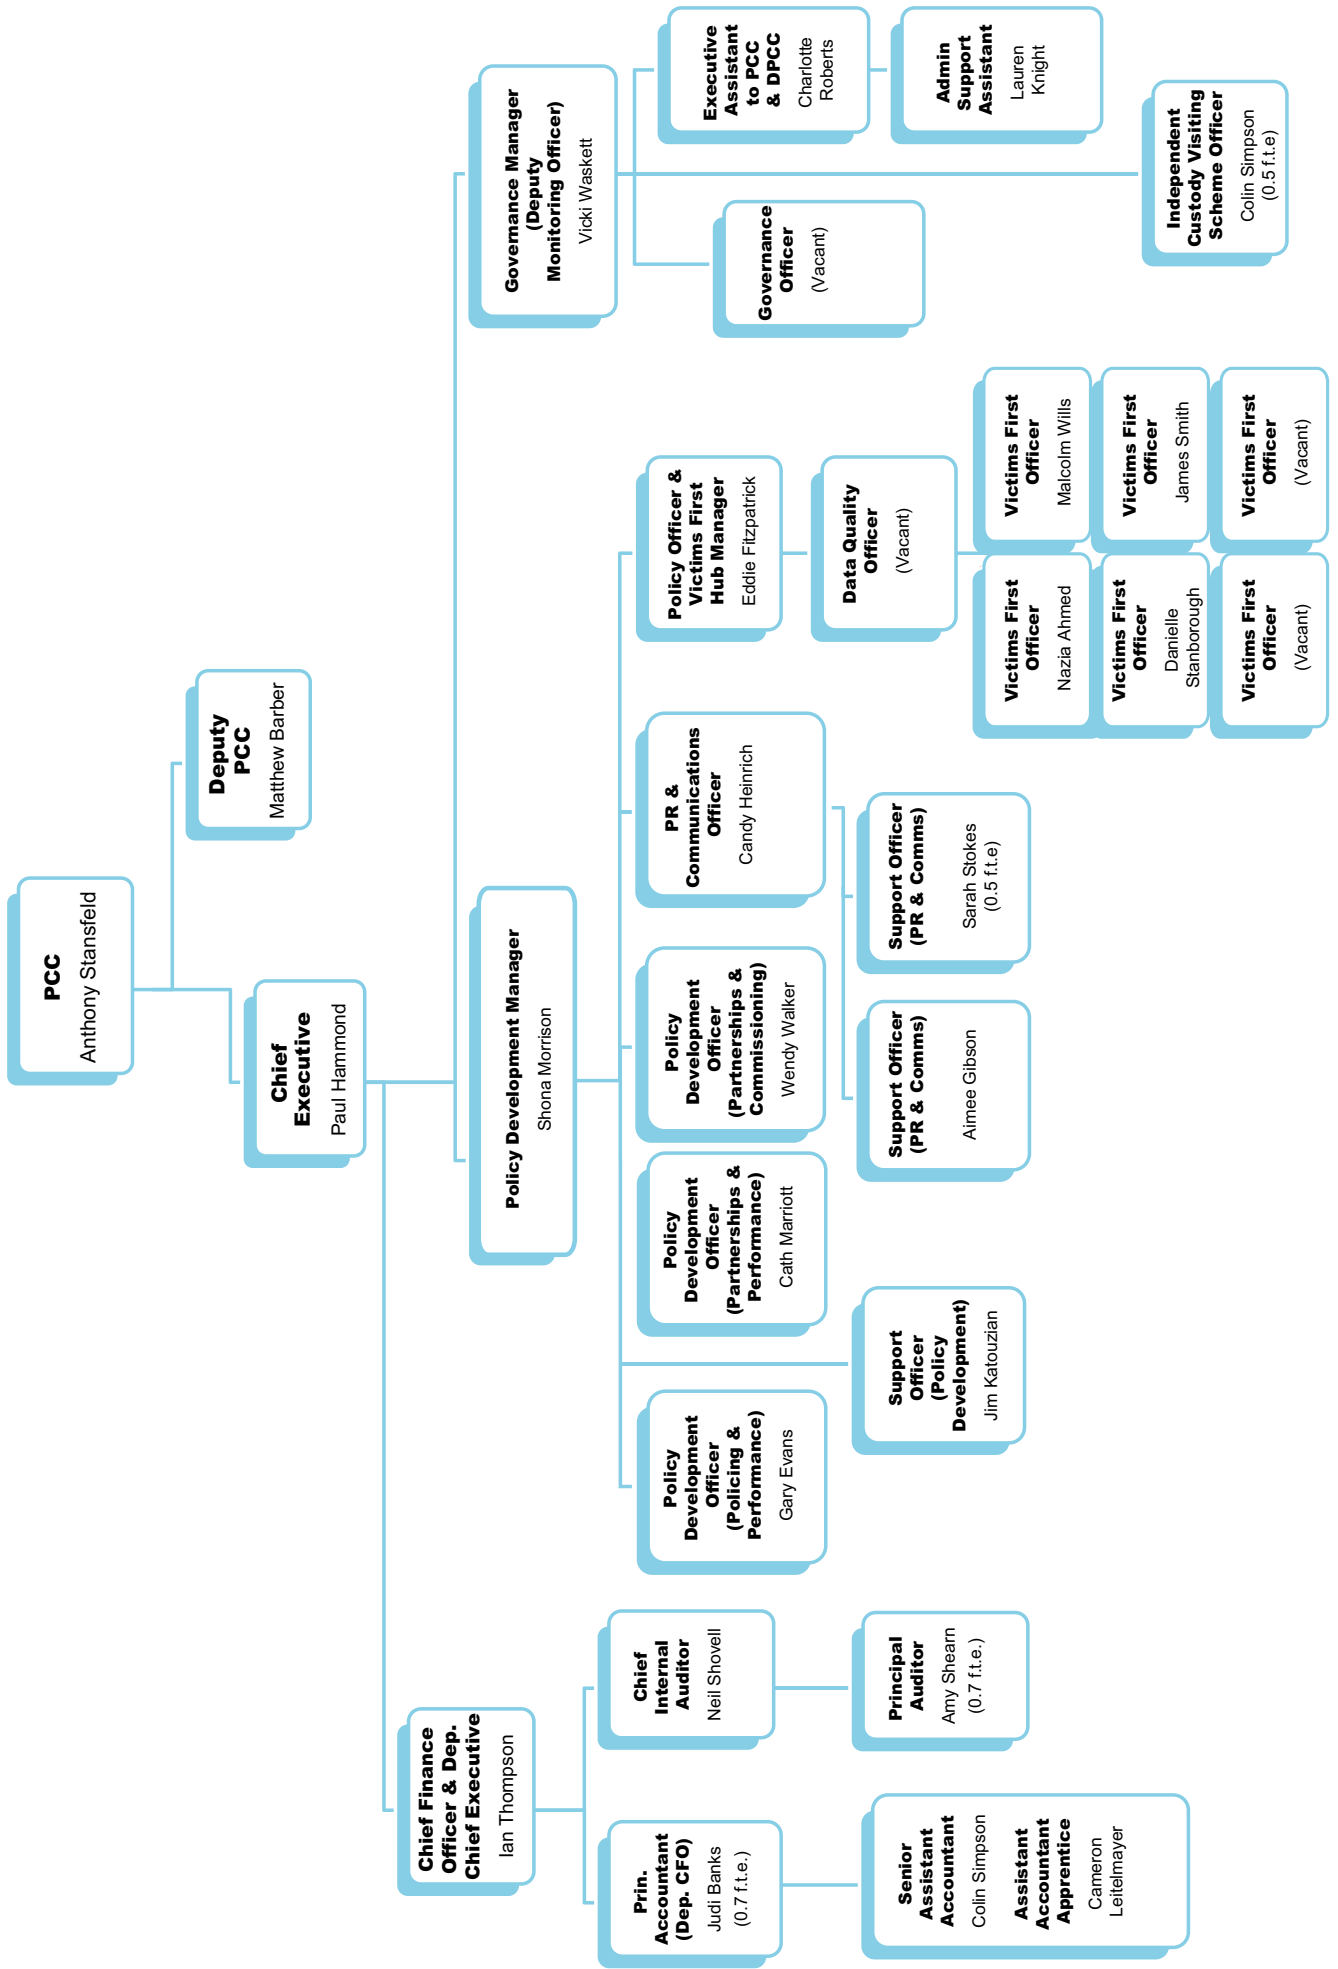 PCC
Anthony Stansfeld
Deputy
PCC
Matthew Barber
Chief
Executive
Paul Hammond
Chief Finance
Officer & Dep.
Chief Executive
Ian Thompson
Policy Development Manager
Shona Morrison
Governance Manager
(Deputy
Monitoring Officer)
Vicki Waskett
Prin.
Accountant
(Dep. CFO)
Judi Banks
(0.7 f.t.e.)
Chief
Internal
Auditor
Neil Shovell
Policy
Development
Officer
(Policing &
Performance)
Gary Evans
Policy
Development
Officer
(Partnerships &
Performance)
Cath Marriott
Policy
Development
Officer
(Partnerships &
Commissioning)
Wendy Walker
PR &
Communications
Officer
Candy Heinrich
Policy Officer &
Victims First
Hub Manager
Eddie Fitzpatrick
Governance
Officer
(Vacant)
Executive
Assistant
to PCC
& DPCC
Charlotte
Roberts
Senior
Assistant
Accountant
Colin Simpson
Assistant
Accountant
Apprentice
Cameron
Leitelmayer
Principal
Auditor
Amy Shearn
(0.7 f.t.e.)
Support
Officer
(Policy
Development)
Jim Katouzian
Support Officer
(PR & Comms)
Aimee Gibson
Support Officer
(PR & Comms)
Sarah Stokes
(0.5 f.t.e)
Data Quality
Officer
(Vacant)
Admin
Support
Assistant
Lauren
Knight
Victims First
Officer
Nazia Ahmed
Victims First
Officer
Malcolm Wills
Victims First
Officer
Danielle
Stanborough
Victims First
Officer
James Smith
Victims First
Officer
(Vacant)
Victims First
Officer
(Vacant)
Independent
Custody Visiting
Scheme Officer
Colin Simpson
(0.5 f.t.e)